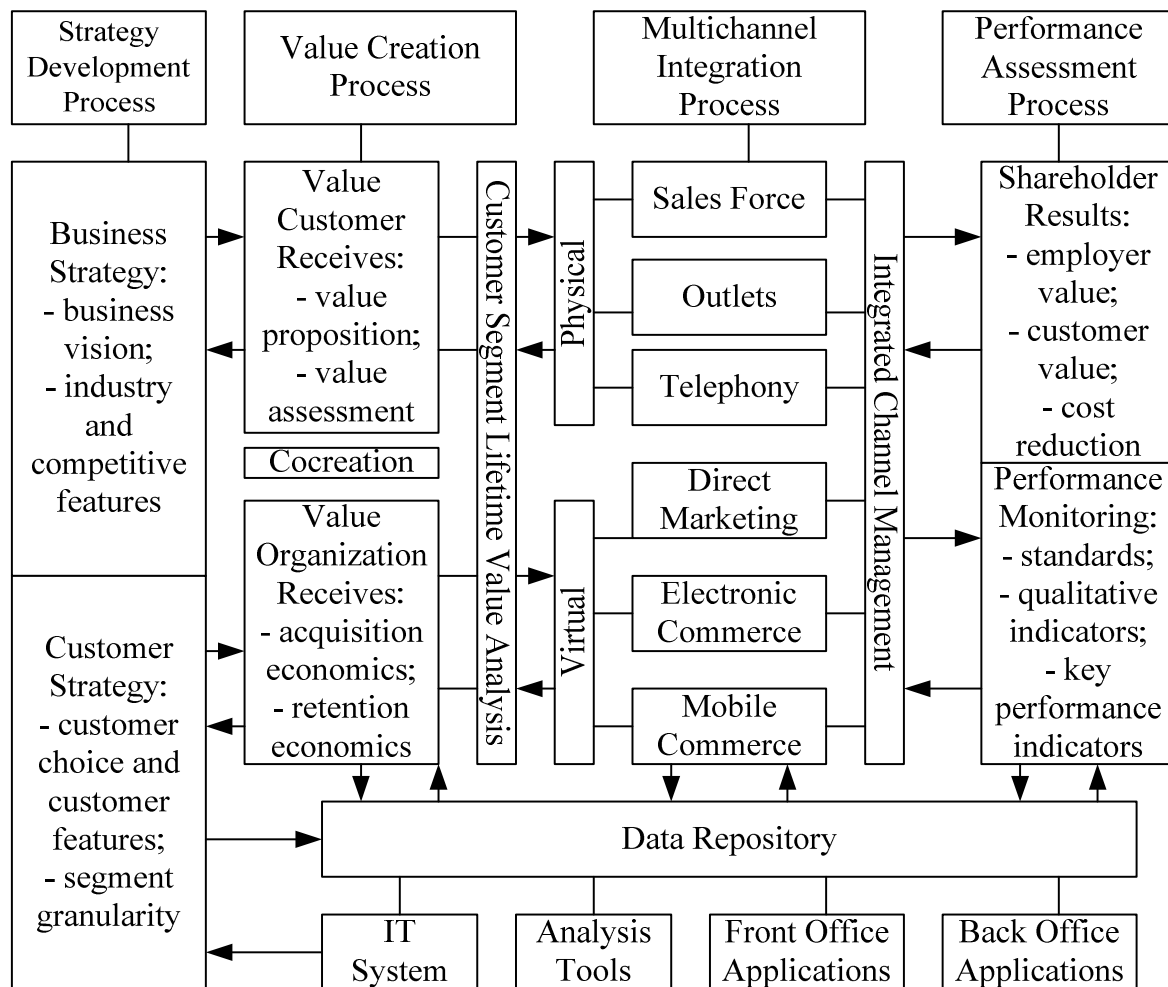 Strategy
Development
Process
Value Creation
Process
Multichannel
Integration
Process
Performance
Assessment
Process
Business
Strategy:
- business
vision;
- industry
and
competitive
features
Customer
Strategy:
- customer
choice and
customer
features;
- segment
granularity
Value
Customer
Receives:
- value
proposition;
- value
assessment
Cocreation
Value
Organization
Receives:
- acquisition
economics;
- retention
economics
Customer Segment Lifetime Value Analysis
Physical
Virtual
Sales Force
Outlets
Telephony
Direct
Marketing
Electronic
Commerce
Mobile
Commerce
Integrated Channel Management
Shareholder
Results:
- employer
value;
- customer
value;
- cost
reduction
Performance
Monitoring:
- standards;
- qualitative
indicators;
- key
performance
indicators
Data Repository
IT
System
Analysis
Tools
Front Office
Applications
Back Office
Applications